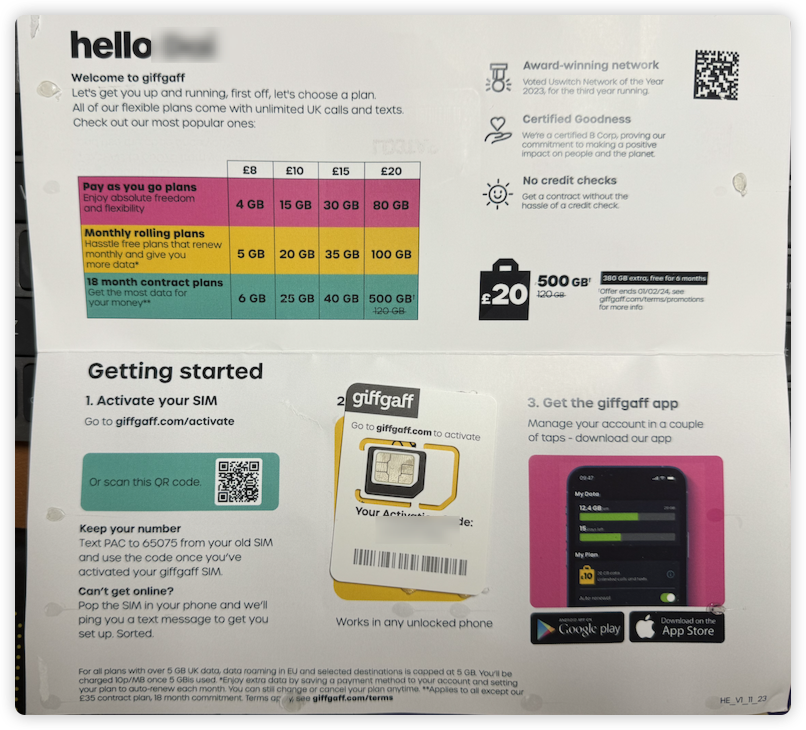 hello
Welcome to giffgaff
Let's get you up and running, first off, let's choose a plan.
All of our flexible plans come with unlimited UK calls and texts.
Check out our most popular ones:
£8 £10 £15 £20
Pay as you go plans
Enjoy absolute freedom
and flexibility
4 GB 15 GB 30 GB 80 GB
Monthly rolling plans
Hasstle free plans that renew
monthly and give you
more data*
5 GB 20 GB 35 GB 100 GB
18 month contract plans
Get the most data for
your money**
6 GB 25 GB 40 GB 500 GB†
120 GB
Award-winning network
Voted Uswitch Network of the Year
2023, for the third year running.
Certified Goodness
We're a certified B Corp, proving our
commitment to making a positive
impact on people and the planet.
No credit checks
Get a contract without the
hassle of a credit check.
£20
500 GB†
120 GB
380 GB extra, free for 6 months
†Offer ends 01/02/24, see
giffgaff.com/terms/promotions
for more info
Getting started
1. Activate your SIM
Go to giffgaff.com/activate
Or scan this QR code.
Keep your number
Text PAC to 65075 from your old SIM
and use the code once you've
activated your giffgaff SIM.
Can't get online?
Pop the SIM in your phone and we'll
ping you a text message to get you
set up. Sorted.
2
giffgaff
Go to giffgaff.com to activate
Your
Works in any unlocked phone
3. Get the giffgaff app
Manage your account in a couple
of taps - download our app
09:47
My Data
12.4 GB
15
My Plan
£10
Auto-renewal
Google play
Download on the
App Store
For all plans with over 5 GB UK data, data roaming in EU and selected destinations is capped at 5 GB. You'll be
charged 10p/MB once 5 GBis used. *Enjoy extra data by saving a payment method to your account and setting
your plan to auto-renew each month. You can still change or cancel your plan anytime. **Applies to all except our
£35 contract plan, 18 month commitment. Terms see giffgaff.com/terms
HE_V1_11_23